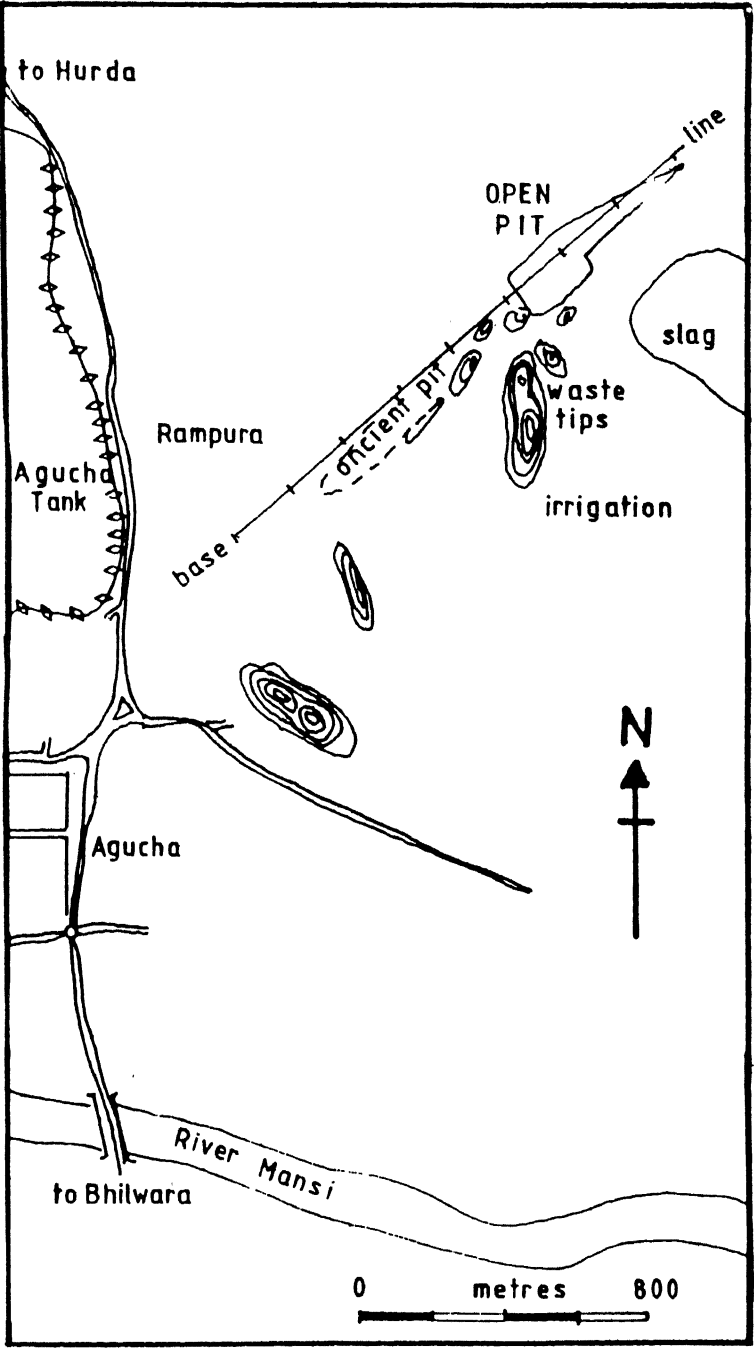 to Hurda
line
OPEN
PIT
slag
ancient pit
waste
tips
Rampura
Agucha
Tank
irrigation
base
N
Agucha
River Mansi
to Bhilwara
0 metres 800